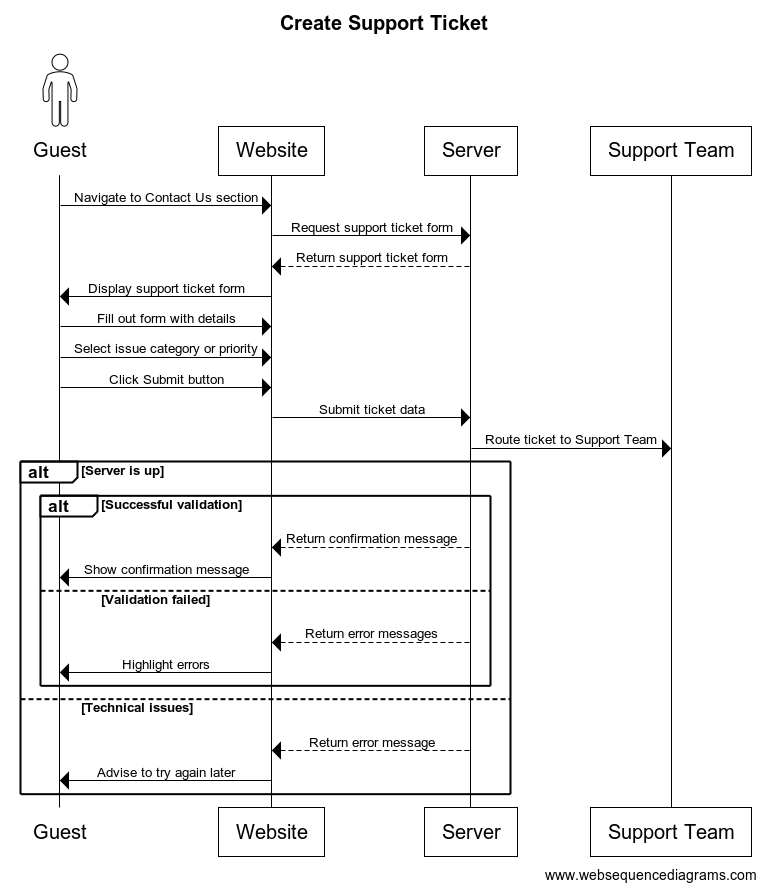 Create Support Ticket
Guest
Website
Server
Support Team
Navigate to Contact Us section
Request support ticket form
Return support ticket form
Display support ticket form
Fill out form with details
Select issue category or priority
Click Submit button
Submit ticket data
Route ticket to Support Team
alt [Server is up]
alt [Successful validation]
Return confirmation message
Show confirmation message
[Validation failed]
Return error messages
Highlight errors
[Technical issues]
Return error message
Advise to try again later
Guest
Website
Server
Support Team
www.websequencediagrams.com